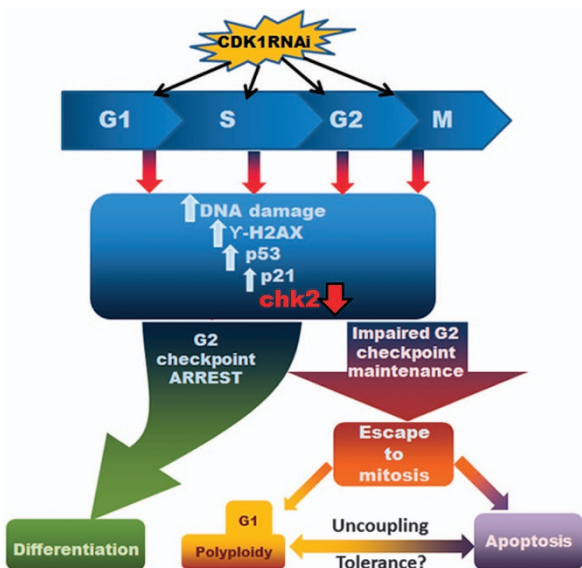 CDK1RNAi
G1 S G2 M
DNA damage
ϒ-H2AX
p53
p21
chk2
G2
checkpoint
ARREST
Impaired G2
checkpoint
maintenance
Escape
to
mitosis
Differentiation
G1
Polyploidy
Uncoupling
Tolerance?
Apoptosis